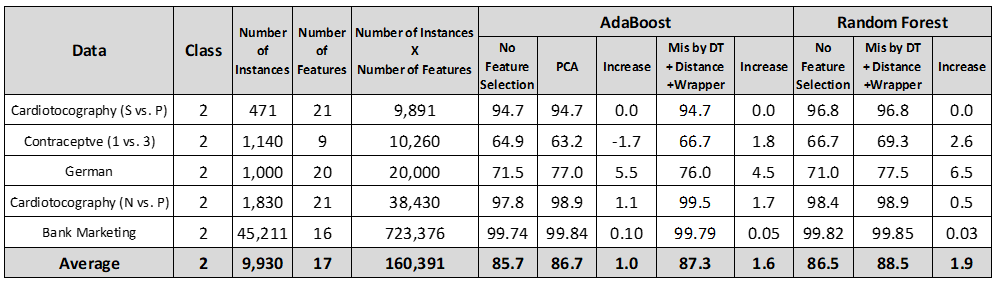 Data Class Number of Instances Number of Features Number of Instances X Number of Features AdaBoost Random Forest
No Feature Selection PCA Increase Mis by DT + Distance +Wrapper Increase No Feature Selection Mis by DT + Distance +Wrapper Increase
Cardiotocography (S vs. P) 2 471 21 9,891 94.7 94.7 0.0 94.7 0.0 96.8 96.8 0.0
Contraceptve (1 vs. 3) 2 1,140 9 10,260 64.9 63.2 -1.7 66.7 1.8 66.7 69.3 2.6
German 2 1,000 20 20,000 71.5 77.0 5.5 76.0 4.5 71.0 77.5 6.5
Cardiotocography (N vs. P) 2 1,830 21 38,430 97.8 98.9 1.1 99.5 1.7 98.4 98.9 0.5
Bank Marketing 2 45,211 16 723,376 99.74 99.84 0.10 99.79 0.05 99.82 99.85 0.03
Average 2 9,930 17 160,391 85.7 86.7 1.0 87.3 1.6 86.5 88.5 1.9